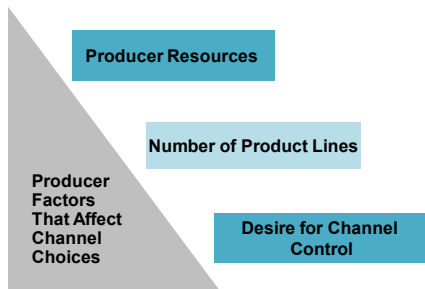 Producer Resources
Number of Product Lines
Producer
Factors
That Affect
Channel
Choices
Desire for Channel
Control